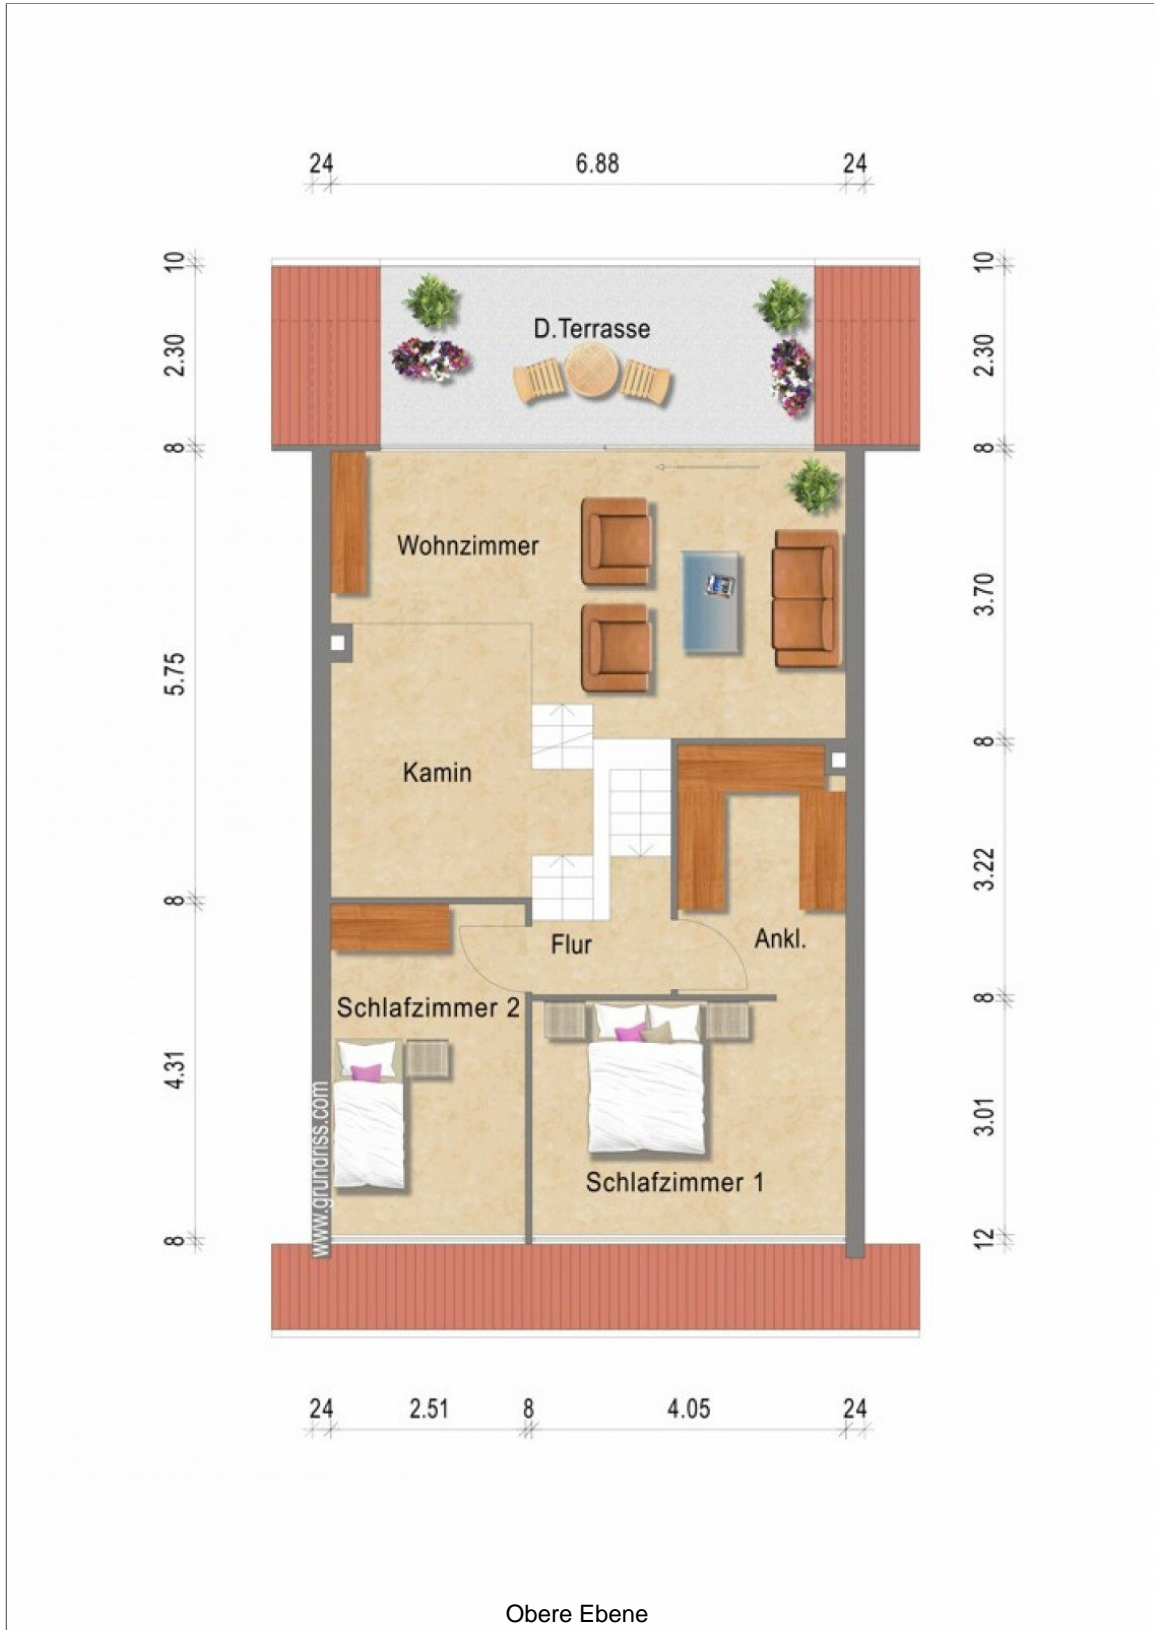 24 6.88 24
10
2.30
8
5.75
8
4.31
8
10
2.30
8
3.70
8
3.22
8
3.01
12
D.Terrasse
Wohnzimmer
Kamin
Flur
Ankl.
Schlafzimmer 2
Schlafzimmer 1
www.grundriss.com
24 2.51 8 4.05 24
Obere Ebene